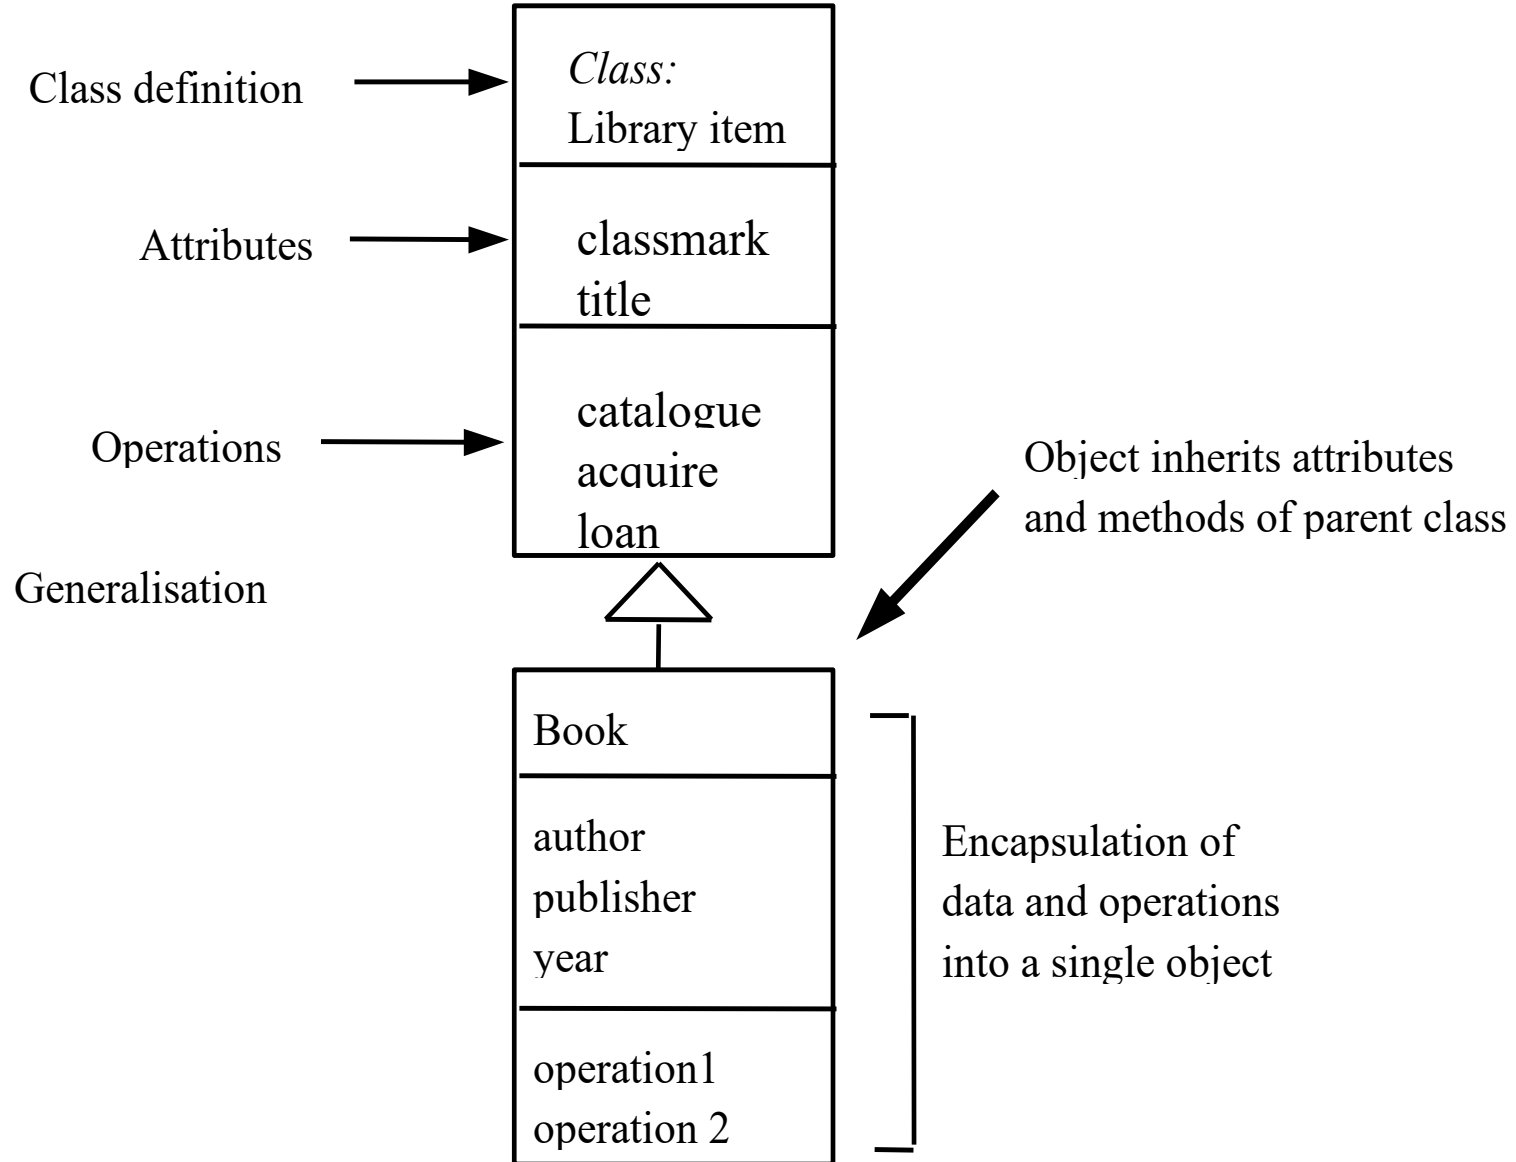 Class definition
Class:
Library item
Attributes
classmark
title
Operations
catalogue
acquire
loan
Object inherits attributes
and methods of parent class
Generalisation
Book
author
publisher
year
Encapsulation of
data and operations
into a single object
operation1
operation 2